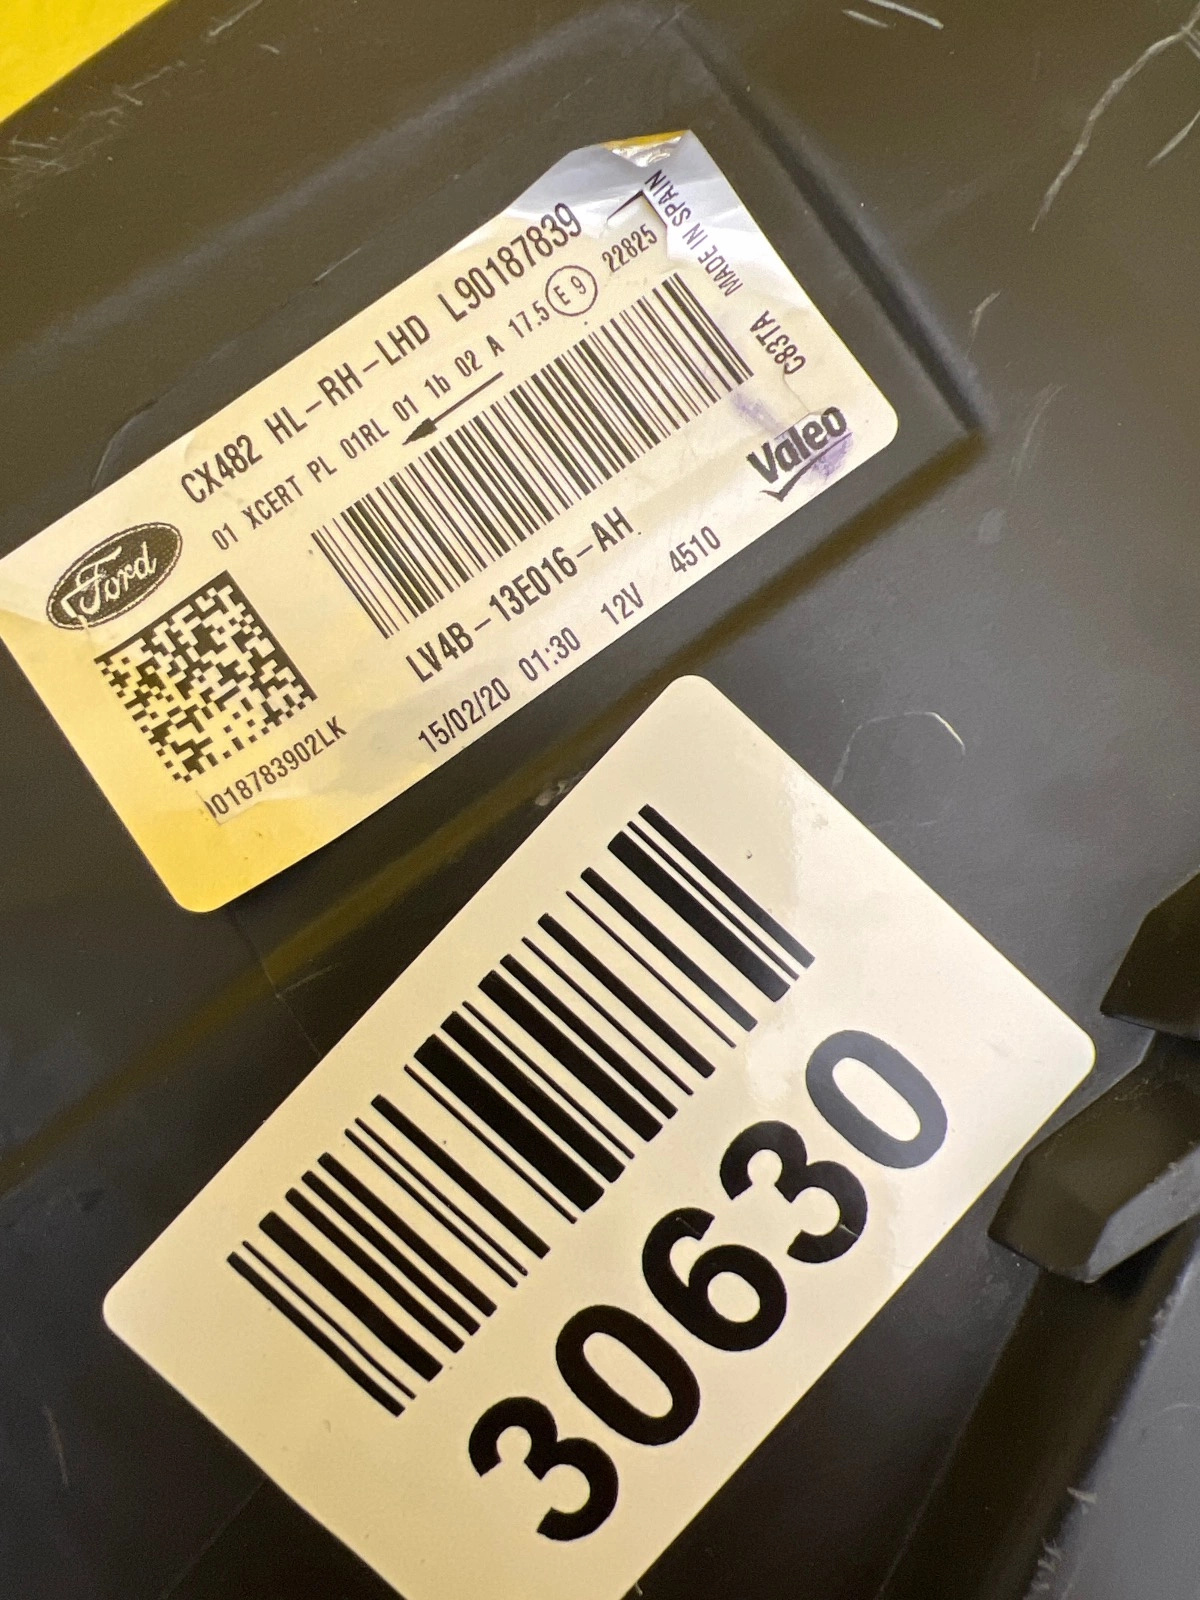 Ford
CX482 HL-RH-LHD L90187839
01 XCERT PL 01RL 01 1b 02 A 17.5 E 9 22825
MADE IN SPAIN
C83TA
Valeo
LV4B-13E016-AH
15/02/20 01:30 12V 4510
018783902LK
30630